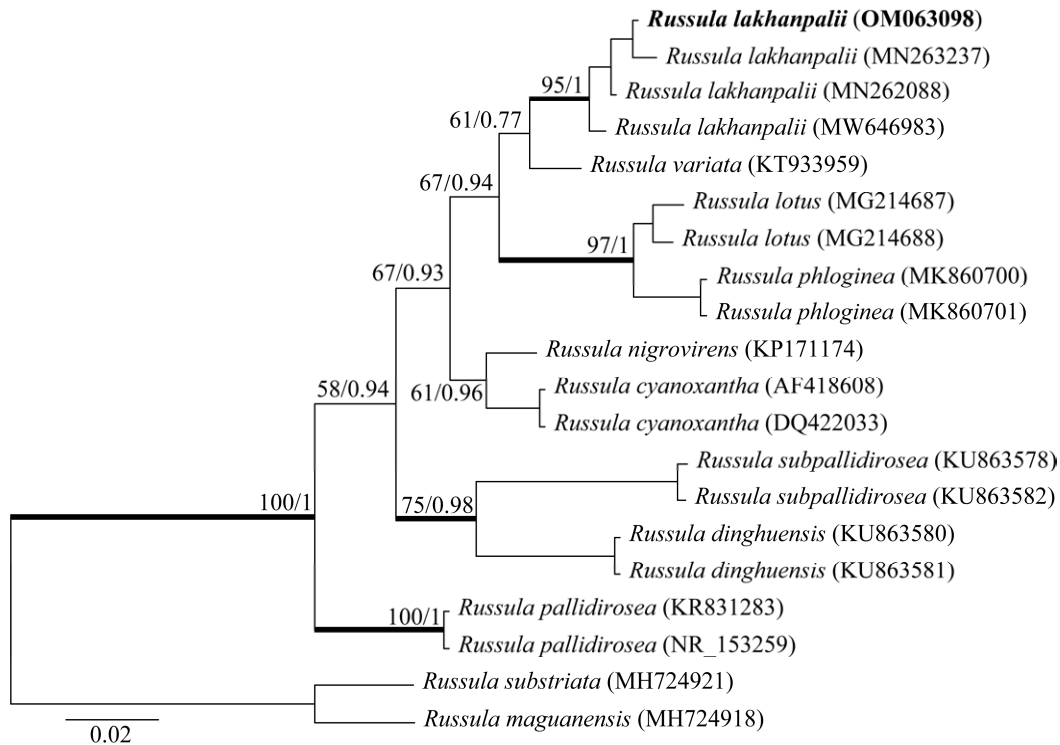 Russula lakhanpalii (OM063098)
Russula lakhanpalii (MN263237)
95/1
Russula lakhanpalii (MN262088)
61/0.77
Russula lakhanpalii (MW646983)
Russula variata (KT933959)
67/0.94
Russula lotus (MG214687)
97/1
Russula lotus (MG214688)
67/0.93
Russula phloginea (MK860700)
Russula phloginea (MK860701)
Russula nigrovirens (KP171174)
58/0.94
61/0.96
Russula cyanoxantha (AF418608)
Russula cyanoxantha (DQ422033)
Russula subpallidirosea (KU863578)
100/1
75/0.98
Russula subpallidirosea (KU863582)
Russula dinghuensis (KU863580)
Russula dinghuensis (KU863581)
100/1
Russula pallidirosea (KR831283)
Russula pallidirosea (NR_153259)
Russula substriata (MH724921)
Russula maguanensis (MH724918)
0.02